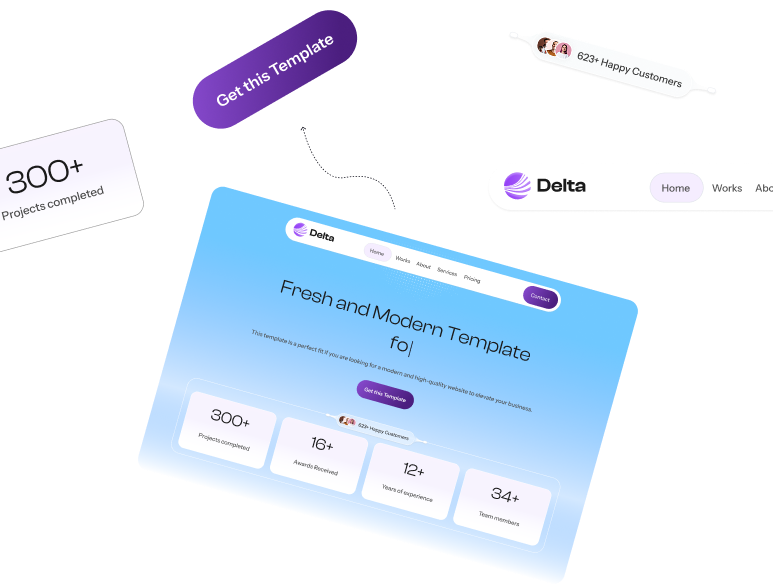 Get this Template
623+ Happy Customers
300+
Projects completed
Delta
Home
Works
Delta
Home
Works
About
Services
Pricing
Contact
Fresh and Modern Template
fo|
This template is a perfect fit if you are looking for a modern and high-quality website to elevate your business.
Get this Template
623+ Happy Customers
300+
Projects completed
16+
Awards Received
12+
Years of experience
34+
Team members